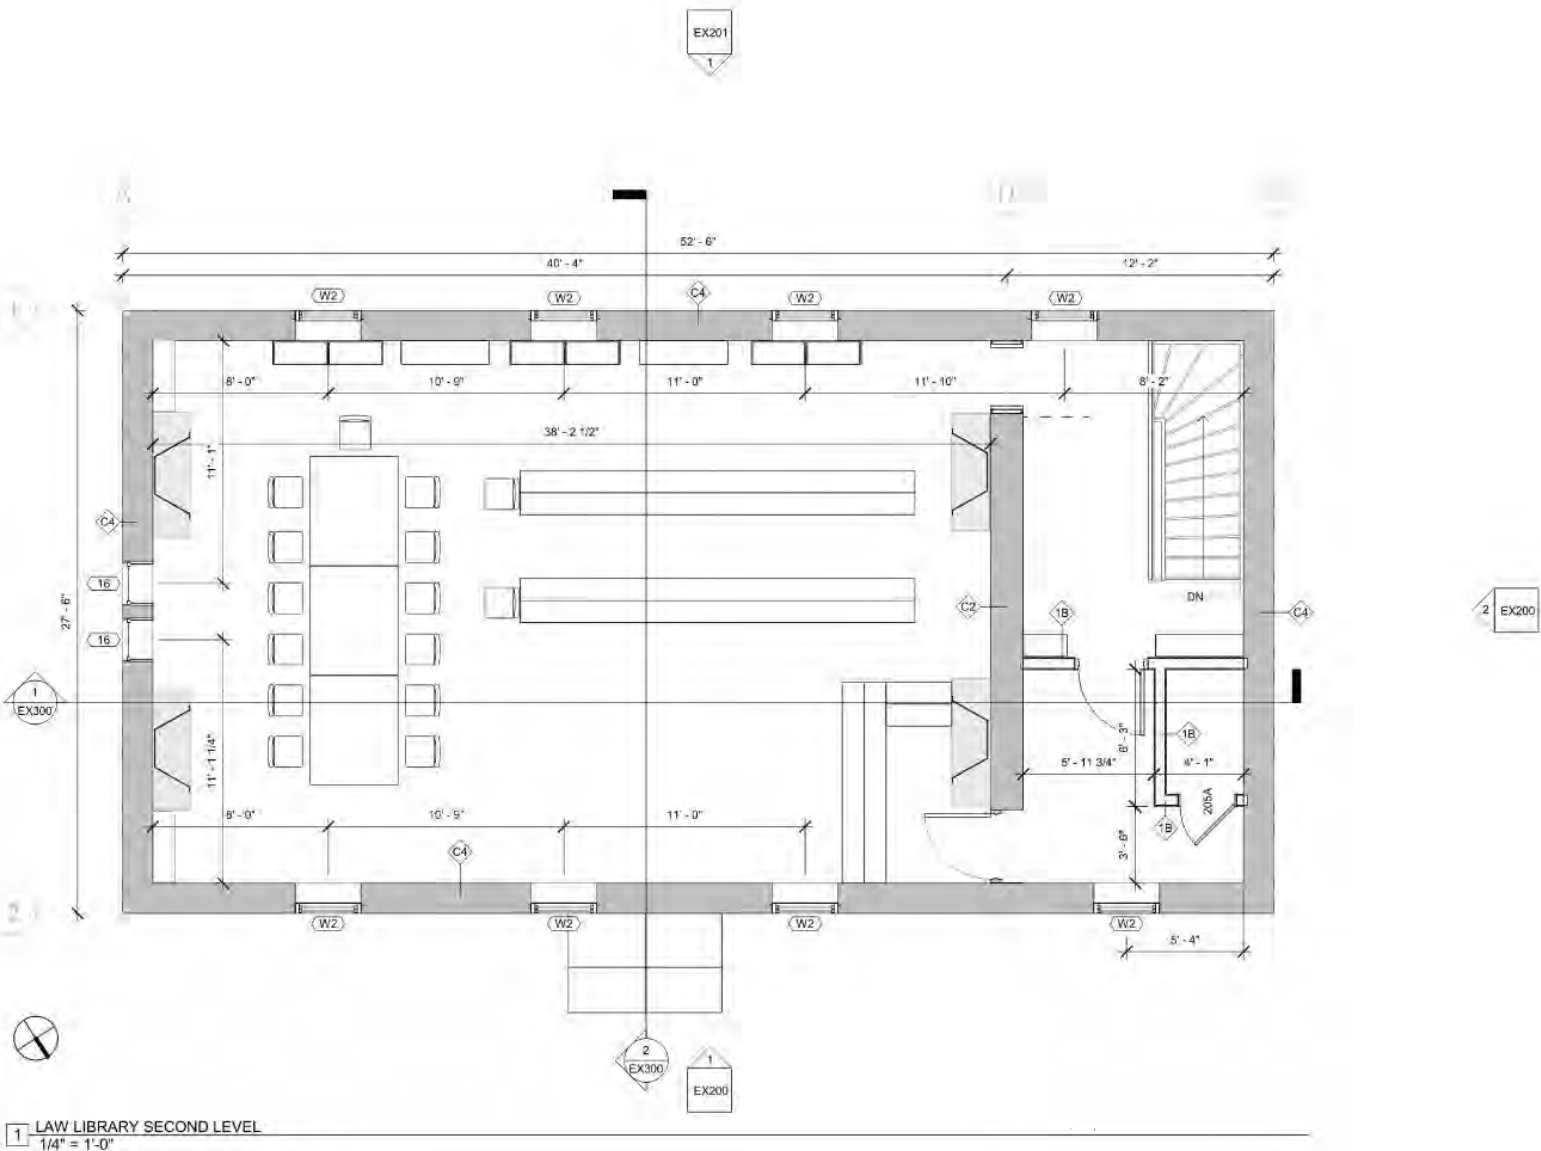 EX201
1
52' - 6"
40' - 4"
12' - 2"
W2
W2
C4
W2
W2
8' - 0"
10' - 9"
11' - 0"
11' - 10"
8' - 2"
38' - 2 1/2"
11' - 1"
C4
16
27' - 6"
16
C2
1B
DN
C4
2
EX200
1
EX300
11' - 1 1/4"
6' - 3"
1B
5' - 11 3/4"
4' - 1"
205A
1B
3' - 6"
8' - 0"
10' - 9"
11' - 0"
C4
W2
W2
W2
W2
5' - 4"
2
EX300
1
EX200
1
LAW LIBRARY SECOND LEVEL
1/4" = 1'-0"